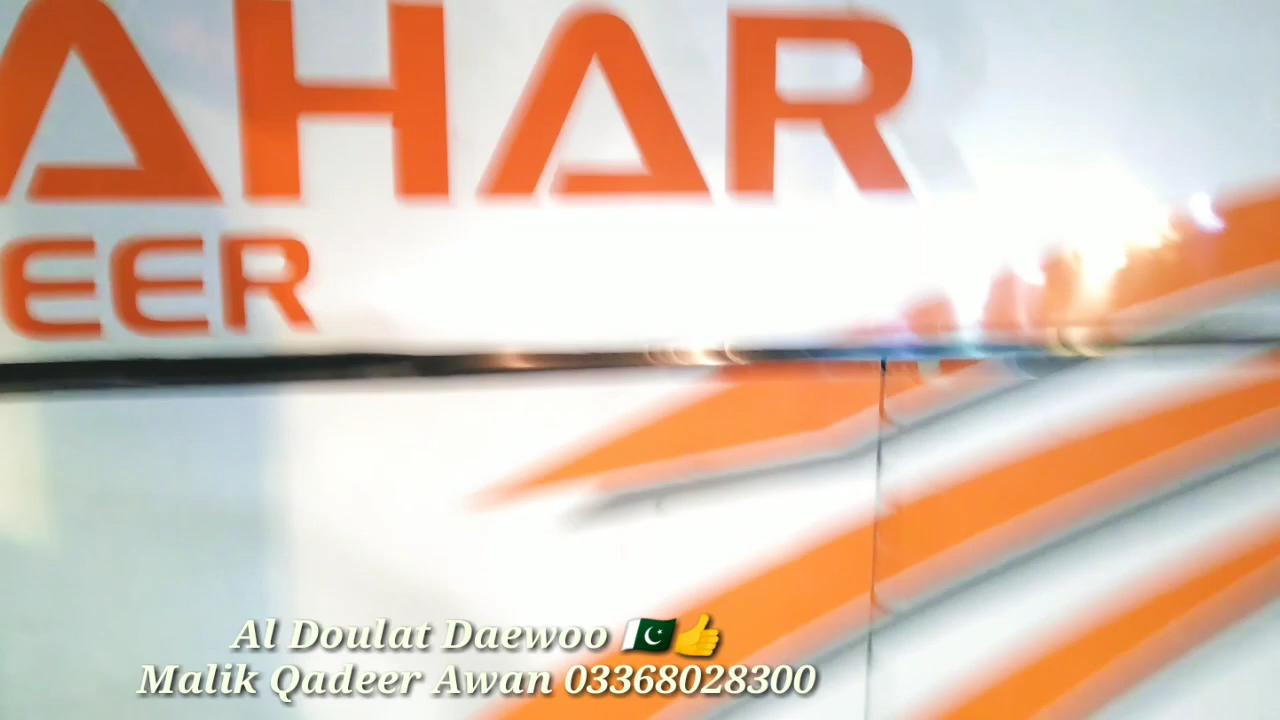 AHAR
EER
Al Doulat Daewoo 🇵🇰👍
Malik Qadeer Awan 03368028300